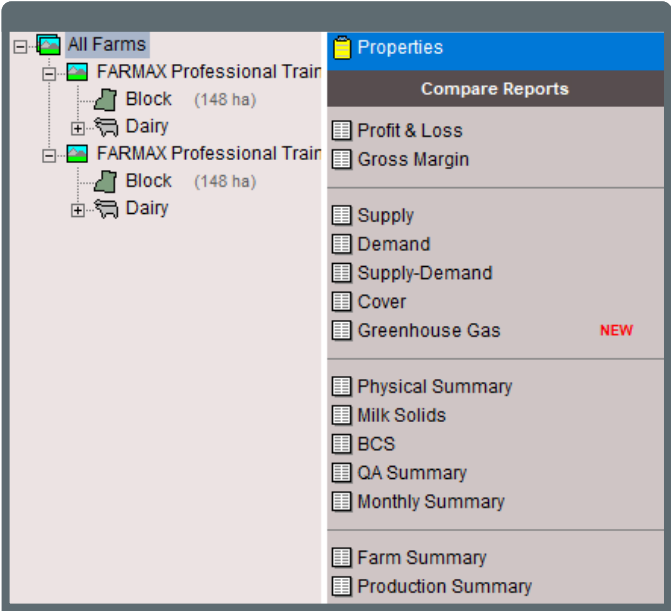 All Farms
FARMAX Professional Train
Block (148 ha)
Dairy
FARMAX Professional Train
Block (148 ha)
Dairy
Properties
Compare Reports
Profit & Loss
Gross Margin
Supply
Demand
Supply-Demand
Cover
Greenhouse Gas NEW
Physical Summary
Milk Solids
BCS
QA Summary
Monthly Summary
Farm Summary
Production Summary